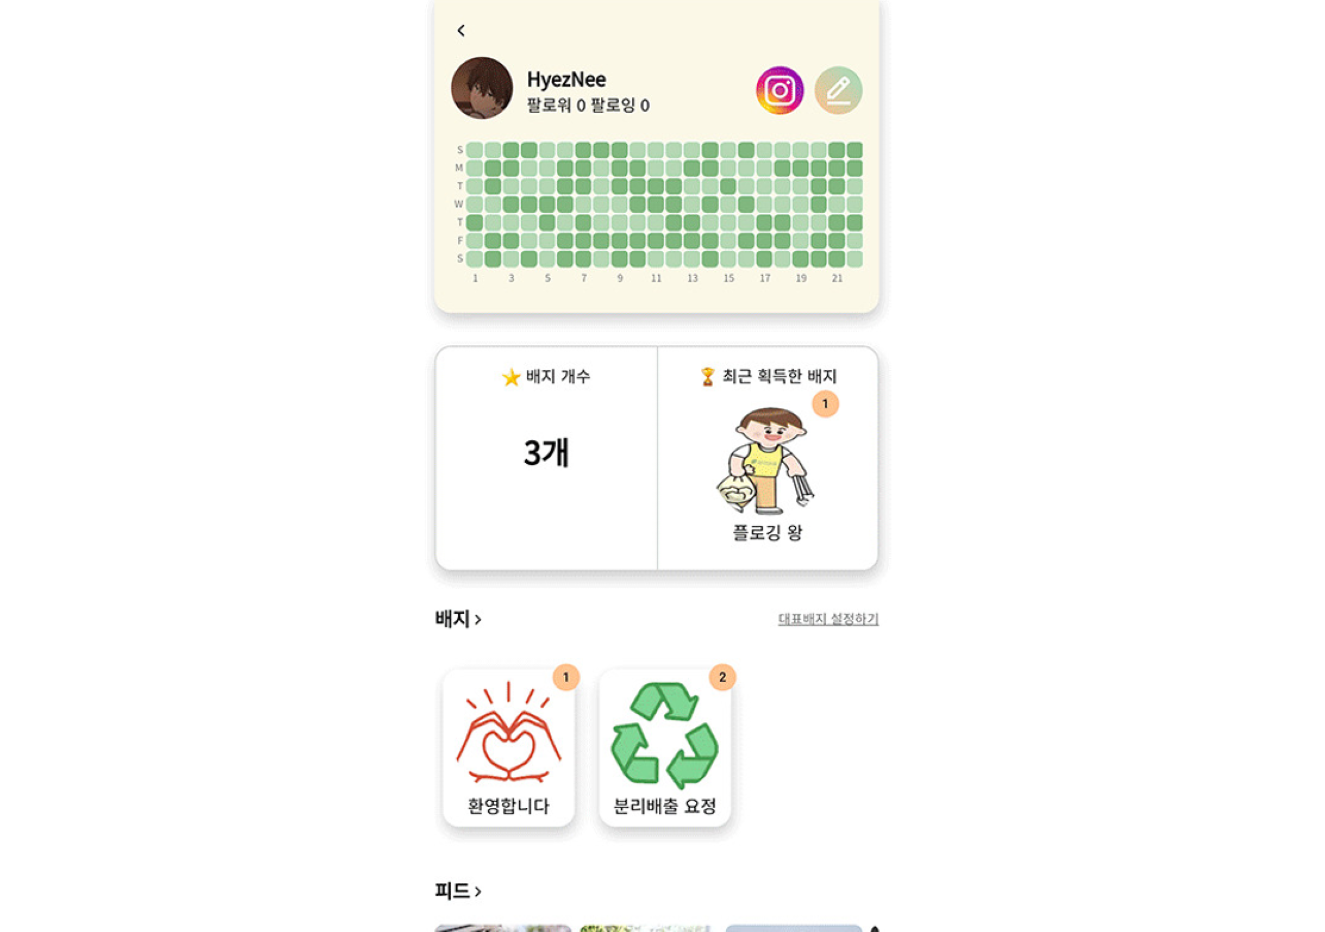 HyezNee
팔로워 0 팔로잉 0
S
M
T
W
T
F
S
1 3 5 7 9 11 13 15 17 19 21
배지 개수
3개
최근 획득한 배지
1
플로깅 왕
배지 >
대표배지 설정하기
1
환영합니다
2
분리배출 요정
피드 >